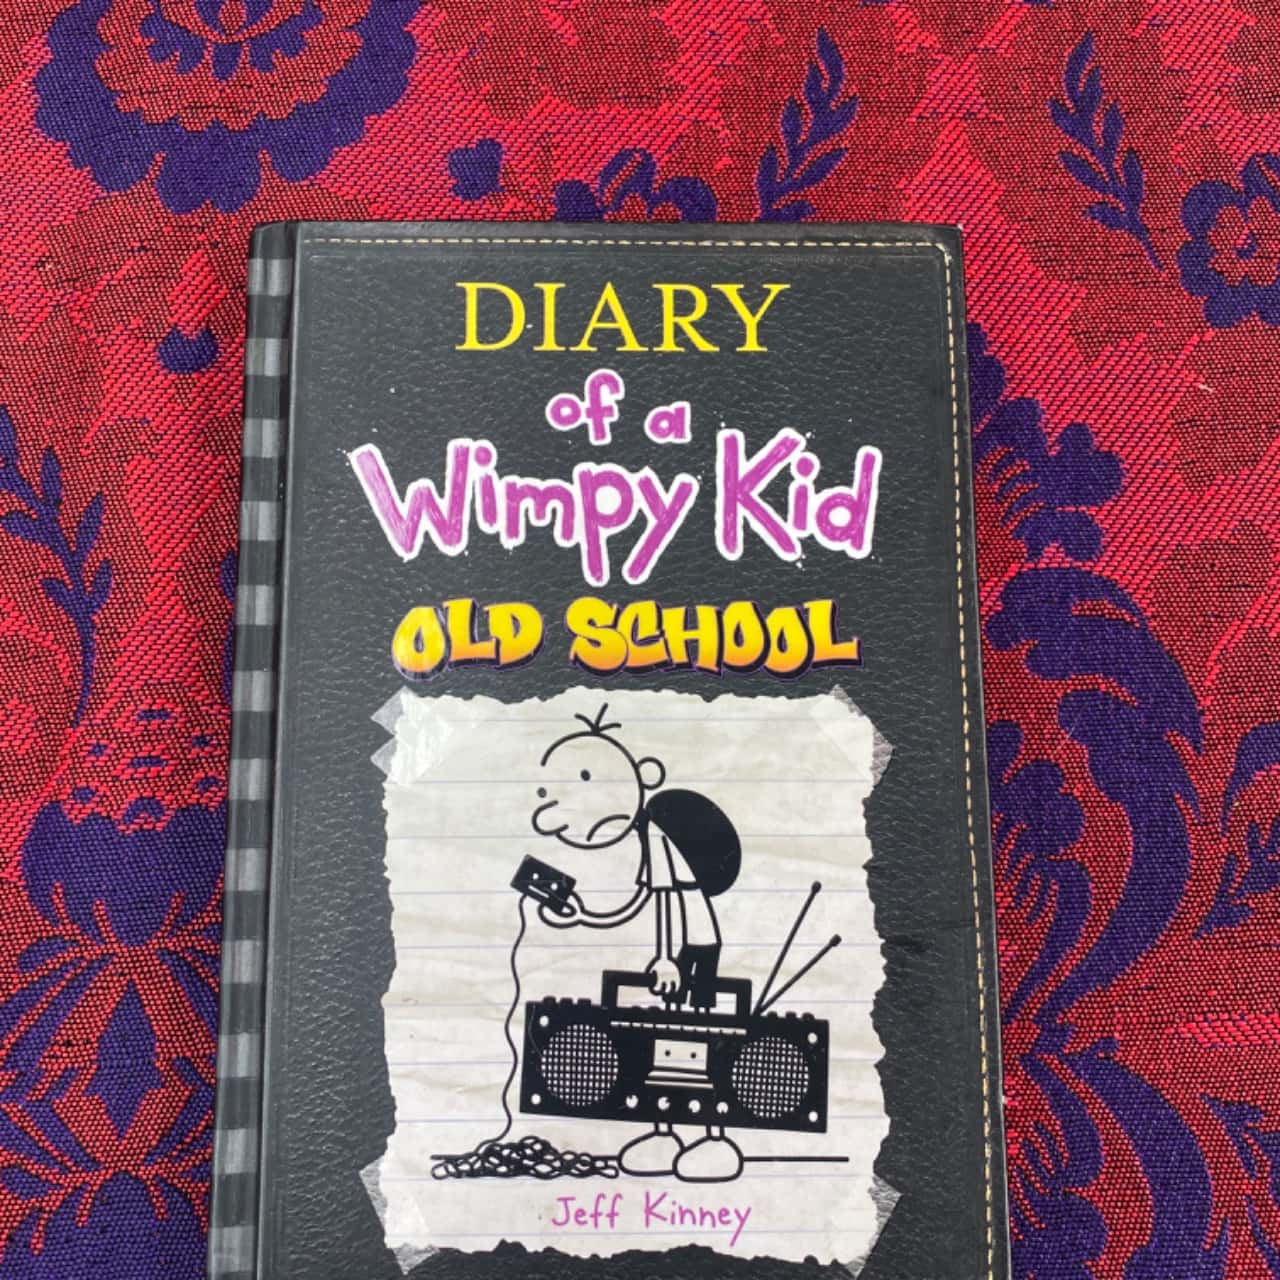 DIARY
of a
Wimpy Kid
OLD SCHOOL
Jeff Kinney